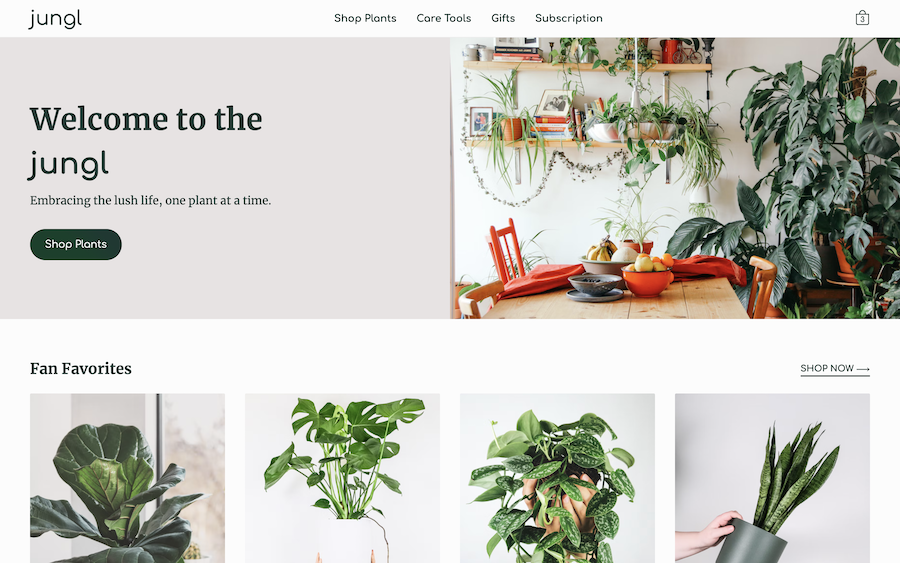 jungl
Shop Plants
Care Tools
Gifts
Subscription
3
Welcome to the
jungl
Embracing the lush life, one plant at a time.
Shop Plants
Fan Favorites
SHOP NOW ⟶